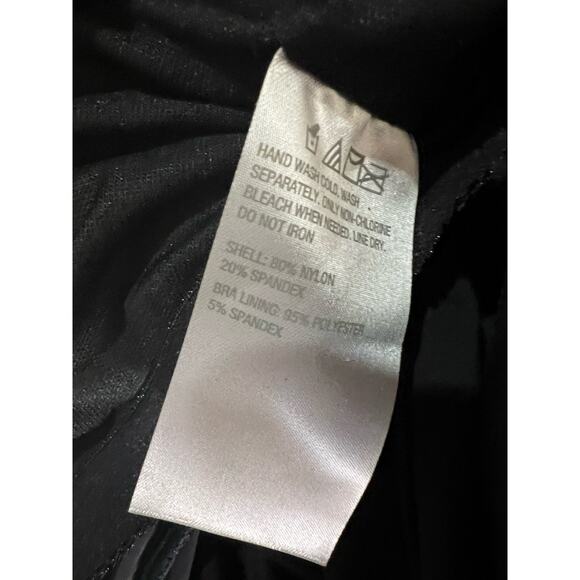 HAND WASH COLD, WASH
SEPARATELY. ONLY NON-CHLORINE
BLEACH WHEN NEEDED. LINE DRY.
DO NOT IRON
SHELL: 80% NYLON
20% SPANDEX
BRA LINING: 95% POLYESTER
5% SPANDEX